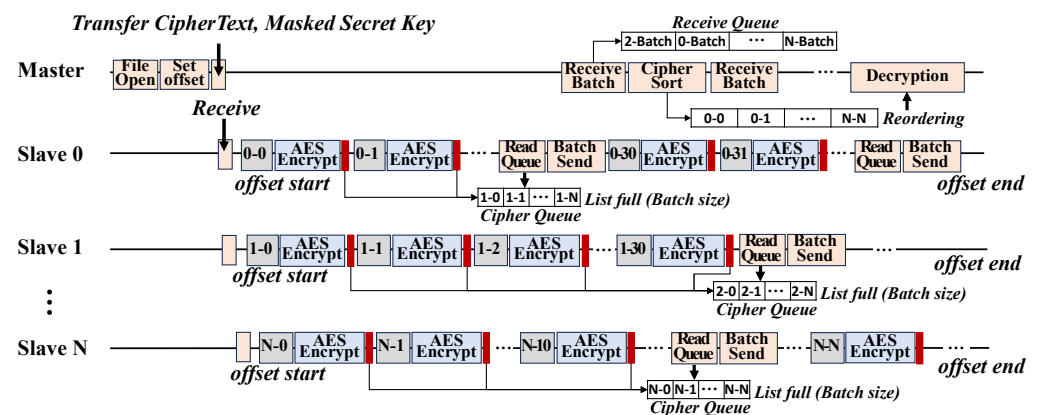 Transfer CipherText, Masked Secret Key
Receive Queue
2-Batch 0-Batch ... N-Batch
Master
File Open
Set offset
Receive Batch
Cipher Sort
Receive Batch
...
Decryption
0-0 0-1 ... N-N
Reordering
Receive
Slave 0
0-0
AES Encrypt
0-1
AES Encrypt
...
Read Queue
Batch Send
0-30
AES Encrypt
0-31
AES Encrypt
...
Read Queue
Batch Send
offset start
offset end
1-0 1-1 ... 1-N
List full (Batch size)
Cipher Queue
Slave 1
1-0
AES Encrypt
1-1
AES Encrypt
1-2
AES Encrypt
...
1-30
AES Encrypt
Read Queue
Batch Send
...
offset start
offset end
2-0 2-1 ... 2-N
List full (Batch size)
Cipher Queue
Slave N
N-0
AES Encrypt
N-1
AES Encrypt
...
N-10
AES Encrypt
...
Read Queue
Batch Send
...
N-N
AES Encrypt
...
offset start
offset end
N-0 N-1 ... N-N
List full (Batch size)
Cipher Queue